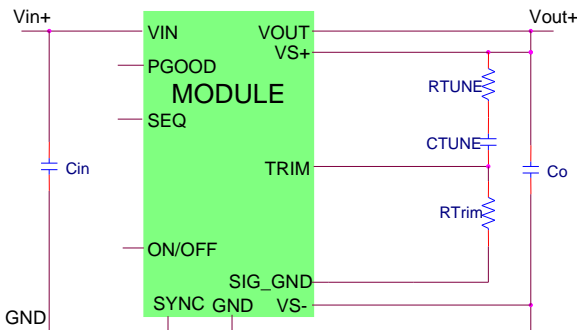 Vin+
Vout+
VIN
VOUT
VS+
PGOOD
RTUNE
MODULE
SEQ
CTUNE
Cin
TRIM
Co
RTrim
ON/OFF
SIG_GND
SYNC
GND
VS-
GND